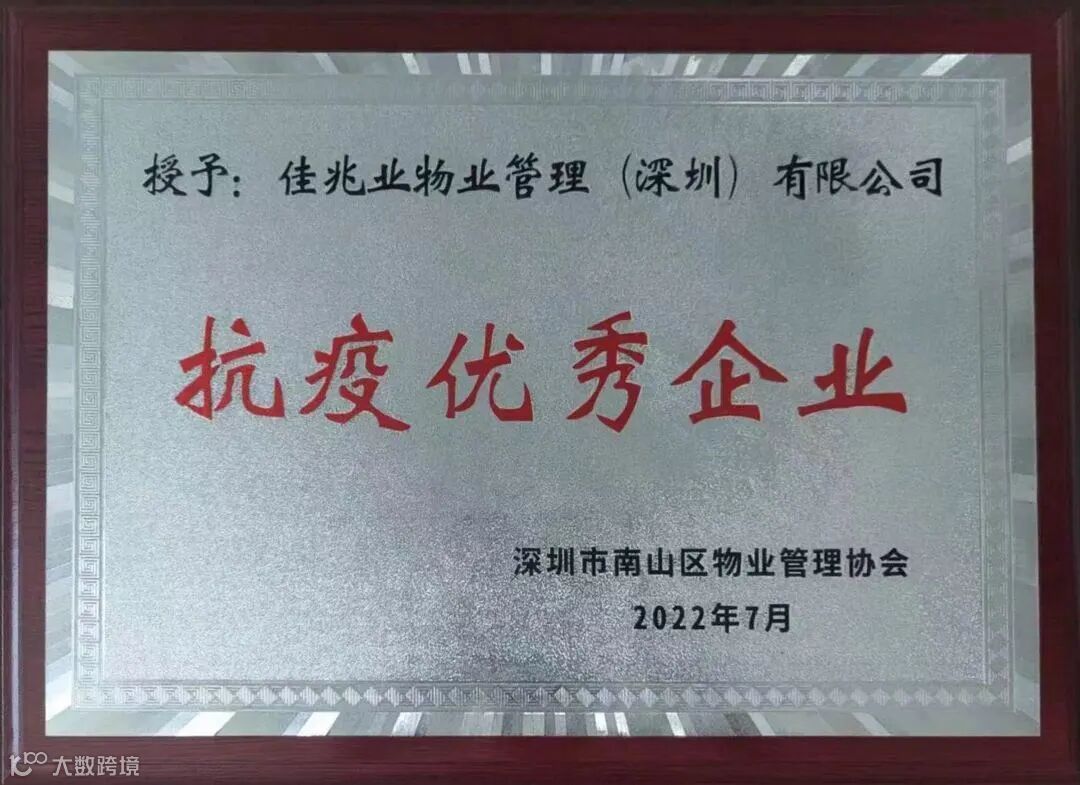 授予：佳兆业物业管理（深圳）有限公司
抗疫优秀企业
深圳市南山区物业管理协会
2022年7月
大数跨境